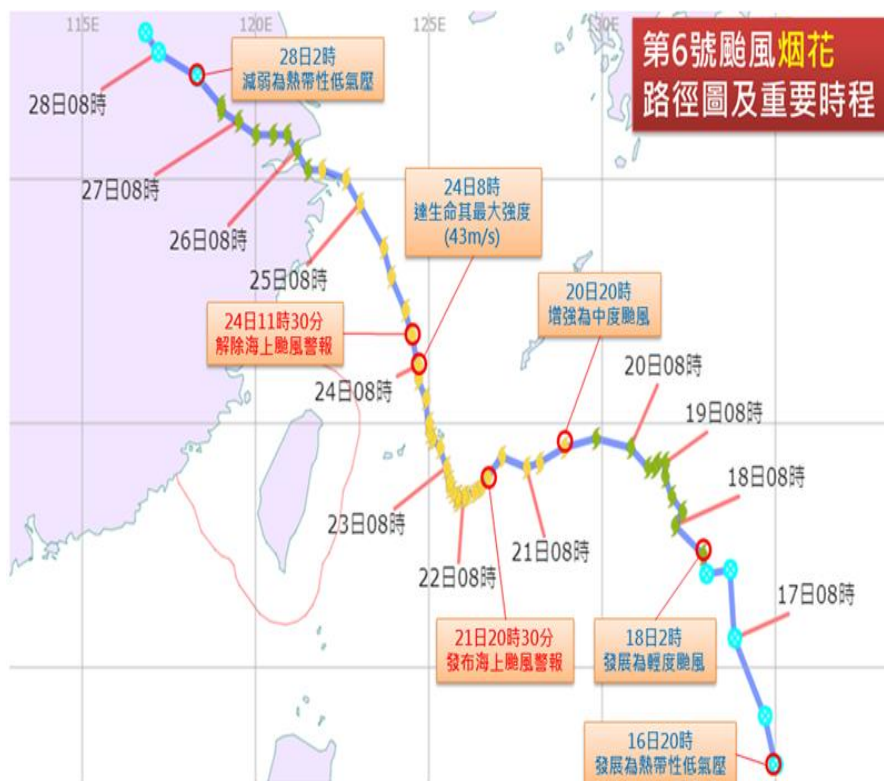 115E
120E
125E
130E
第6號颱風烟花
路徑圖及重要時程
28日2時
減弱為熱帶性低氣壓
28日08時
27日08時
26日08時
25日08時
24日8時
達生命其最大強度
(43m/s)
20日20時
增強為中度颱風
24日11時30分
解除海上颱風警報
24日08時
20日08時
19日08時
18日08時
23日08時
22日08時
21日08時
17日08時
21日20時30分
發布海上颱風警報
18日2時
發展為輕度颱風
16日20時
發展為熱帶性低氣壓